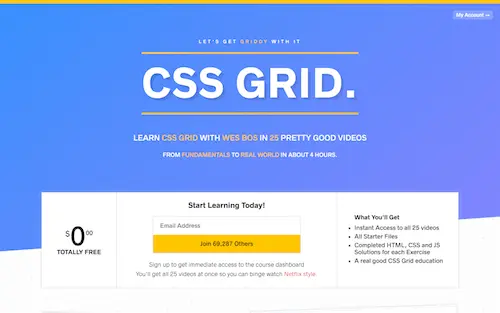 My Account →
LET'S GET GRIDDY WITH IT
CSS GRID.
LEARN CSS GRID WITH WES BOS IN 25 PRETTY GOOD VIDEOS
FROM FUNDAMENTALS TO REAL WORLD IN ABOUT 4 HOURS.
$0.00
TOTALLY FREE
Start Learning Today!
Email Address
Join 69,287 Others
Sign up to get immediate access to the course dashboard
You'll get all 25 videos at once so you can binge watch Netflix style.
What You'll Get
• Instant Access to all 25 videos
• All Starter Files
• Completed HTML, CSS and JS
Solutions for each Exercise
• A real good CSS Grid education